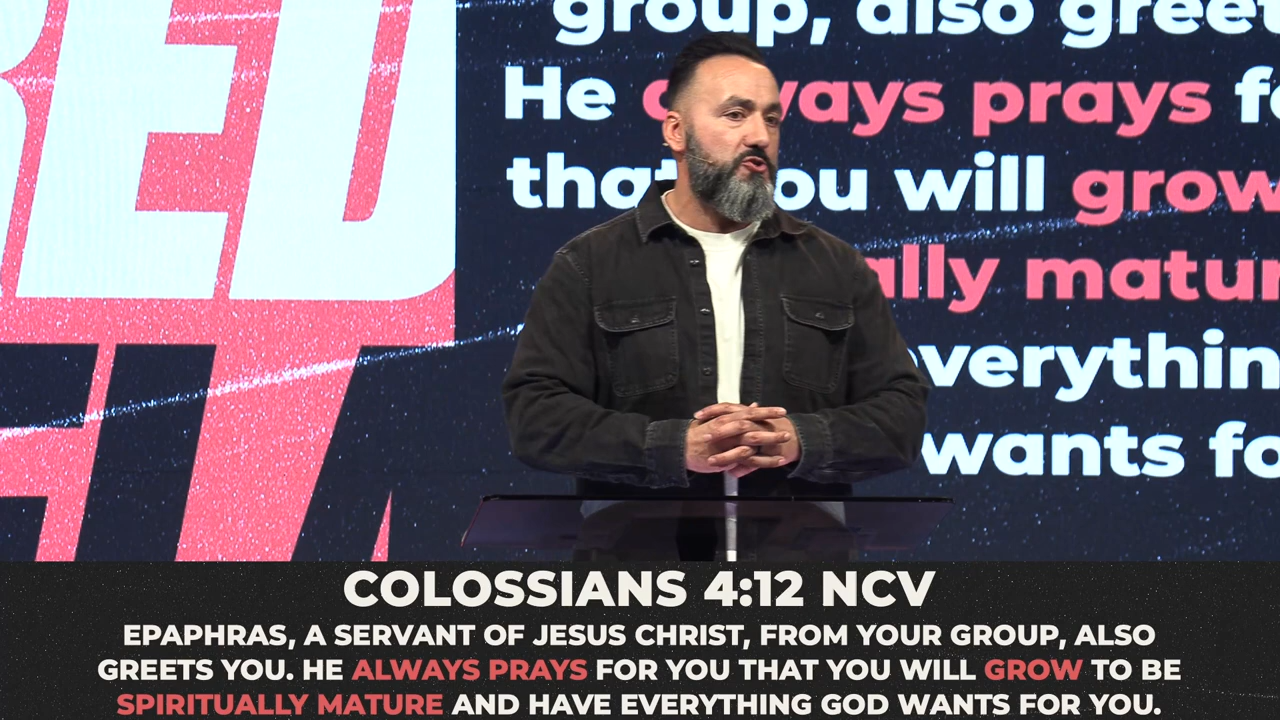 group, also greet
He always prays fo
that you will grow
ally matur
everythin
wants fo
COLOSSIANS 4:12 NCV
EPAPHRAS, A SERVANT OF JESUS CHRIST, FROM YOUR GROUP, ALSO
GREETS YOU. HE ALWAYS PRAYS FOR YOU THAT YOU WILL GROW TO BE
SPIRITUALLY MATURE AND HAVE EVERYTHING GOD WANTS FOR YOU.